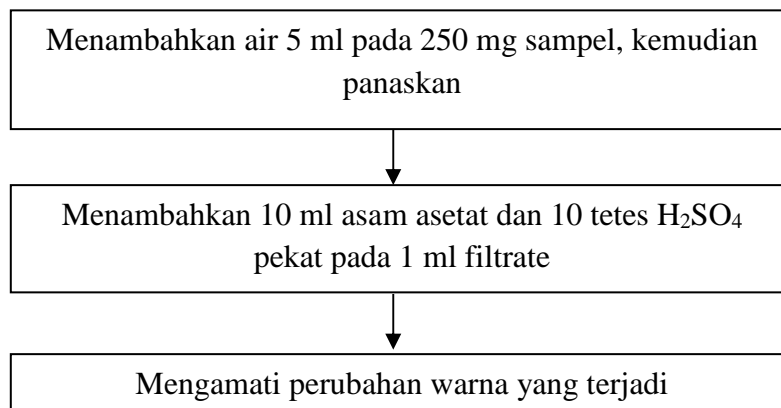 Menambahkan air 5 ml pada 250 mg sampel, kemudian
panaskan
Menambahkan 10 ml asam asetat dan 10 tetes H₂SO₄
pekat pada 1 ml filtrate
Mengamati perubahan warna yang terjadi